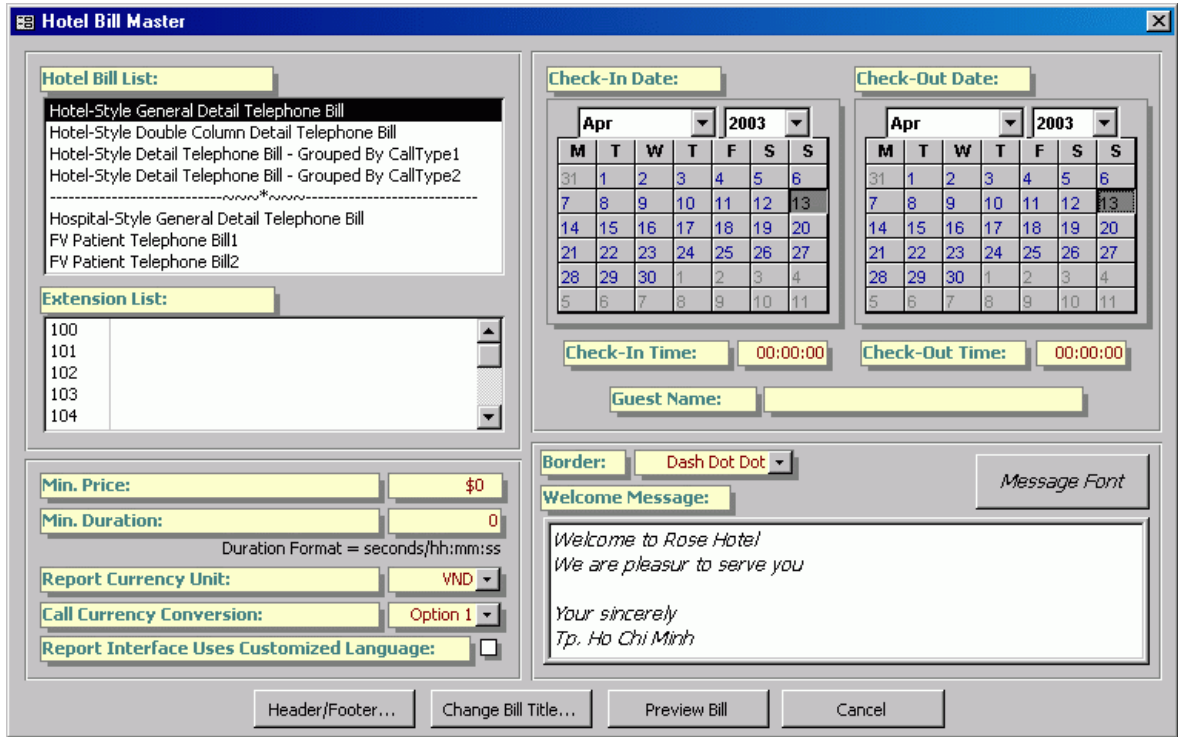 Hotel Bill Master
Hotel Bill List:
Hotel-Style General Detail Telephone Bill
Hotel-Style Double Column Detail Telephone Bill
Hotel-Style Detail Telephone Bill - Grouped By CallType1
Hotel-Style Detail Telephone Bill - Grouped By CallType2
----------------------------~~~*~~~----------------------------
Hospital-Style General Detail Telephone Bill
FV Patient Telephone Bill1
FV Patient Telephone Bill2
Extension List:
100
101
102
103
104
Min. Price: $0
Min. Duration: 0
Duration Format = seconds/hh:mm:ss
Report Currency Unit: VND
Call Currency Conversion: Option 1
Report Interface Uses Customized Language:
Check-In Date:
Apr 2003
M T W T F S S
31 1 2 3 4 5 6
7 8 9 10 11 12 13
14 15 16 17 18 19 20
21 22 23 24 25 26 27
28 29 30 1 2 3 4
5 6 7 8 9 10 11
Check-In Time: 00:00:00
Check-Out Date:
Apr 2003
M T W T F S S
31 1 2 3 4 5 6
7 8 9 10 11 12 13
14 15 16 17 18 19 20
21 22 23 24 25 26 27
28 29 30 1 2 3 4
5 6 7 8 9 10 11
Check-Out Time: 00:00:00
Guest Name:
Border: Dash Dot Dot
Message Font
Welcome Message:
Welcome to Rose Hotel
We are pleasur to serve you
Your sincerely
Tp. Ho Chi Minh
Header/Footer... Change Bill Title... Preview Bill Cancel